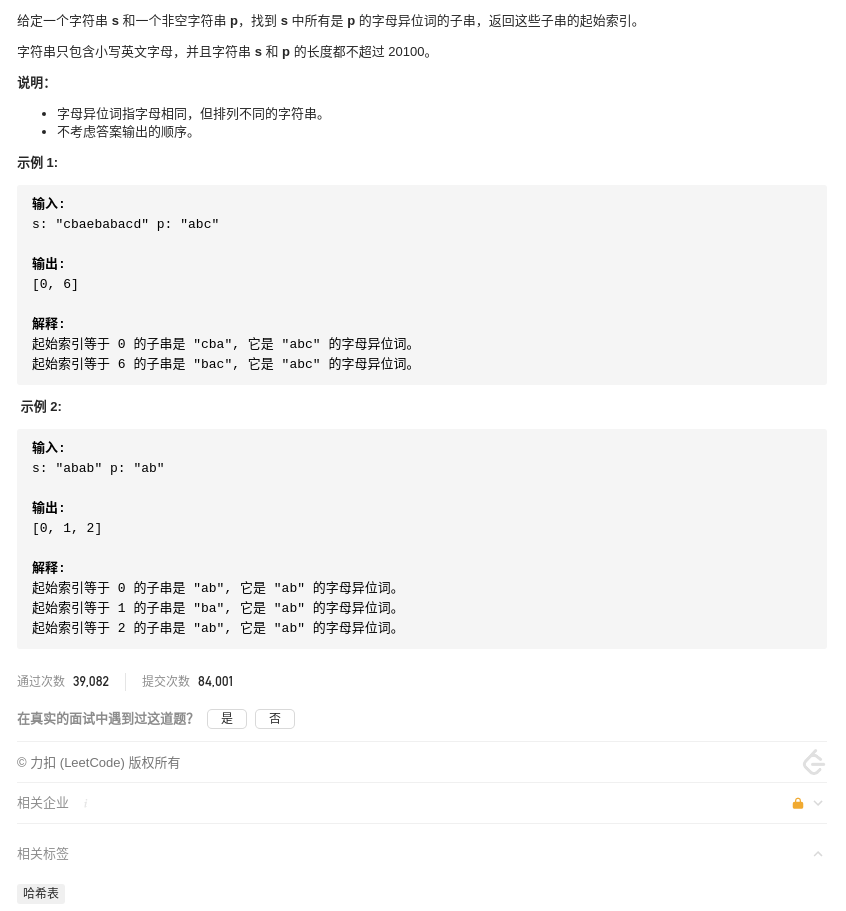 给定一个字符串 s 和一个非空字符串 p，找到 s 中所有是 p 的字母异位词的子串，返回这些子串的起始索引。
字符串只包含小写英文字母，并且字符串 s 和 p 的长度都不超过 20100。
说明：
• 字母异位词指字母相同，但排列不同的字符串。
• 不考虑答案输出的顺序。
示例 1:
输入:
s: "cbaebabacd" p: "abc"
输出:
[0, 6]
解释:
起始索引等于 0 的子串是 "cba", 它是 "abc" 的字母异位词。
起始索引等于 6 的子串是 "bac", 它是 "abc" 的字母异位词。
示例 2:
输入:
s: "abab" p: "ab"
输出:
[0, 1, 2]
解释:
起始索引等于 0 的子串是 "ab", 它是 "ab" 的字母异位词。
起始索引等于 1 的子串是 "ba", 它是 "ab" 的字母异位词。
起始索引等于 2 的子串是 "ab", 它是 "ab" 的字母异位词。
通过次数 39,082 提交次数 84,001
在真实的面试中遇到过这道题？ 是 否
© 力扣 (LeetCode) 版权所有
相关企业 i
相关标签
哈希表